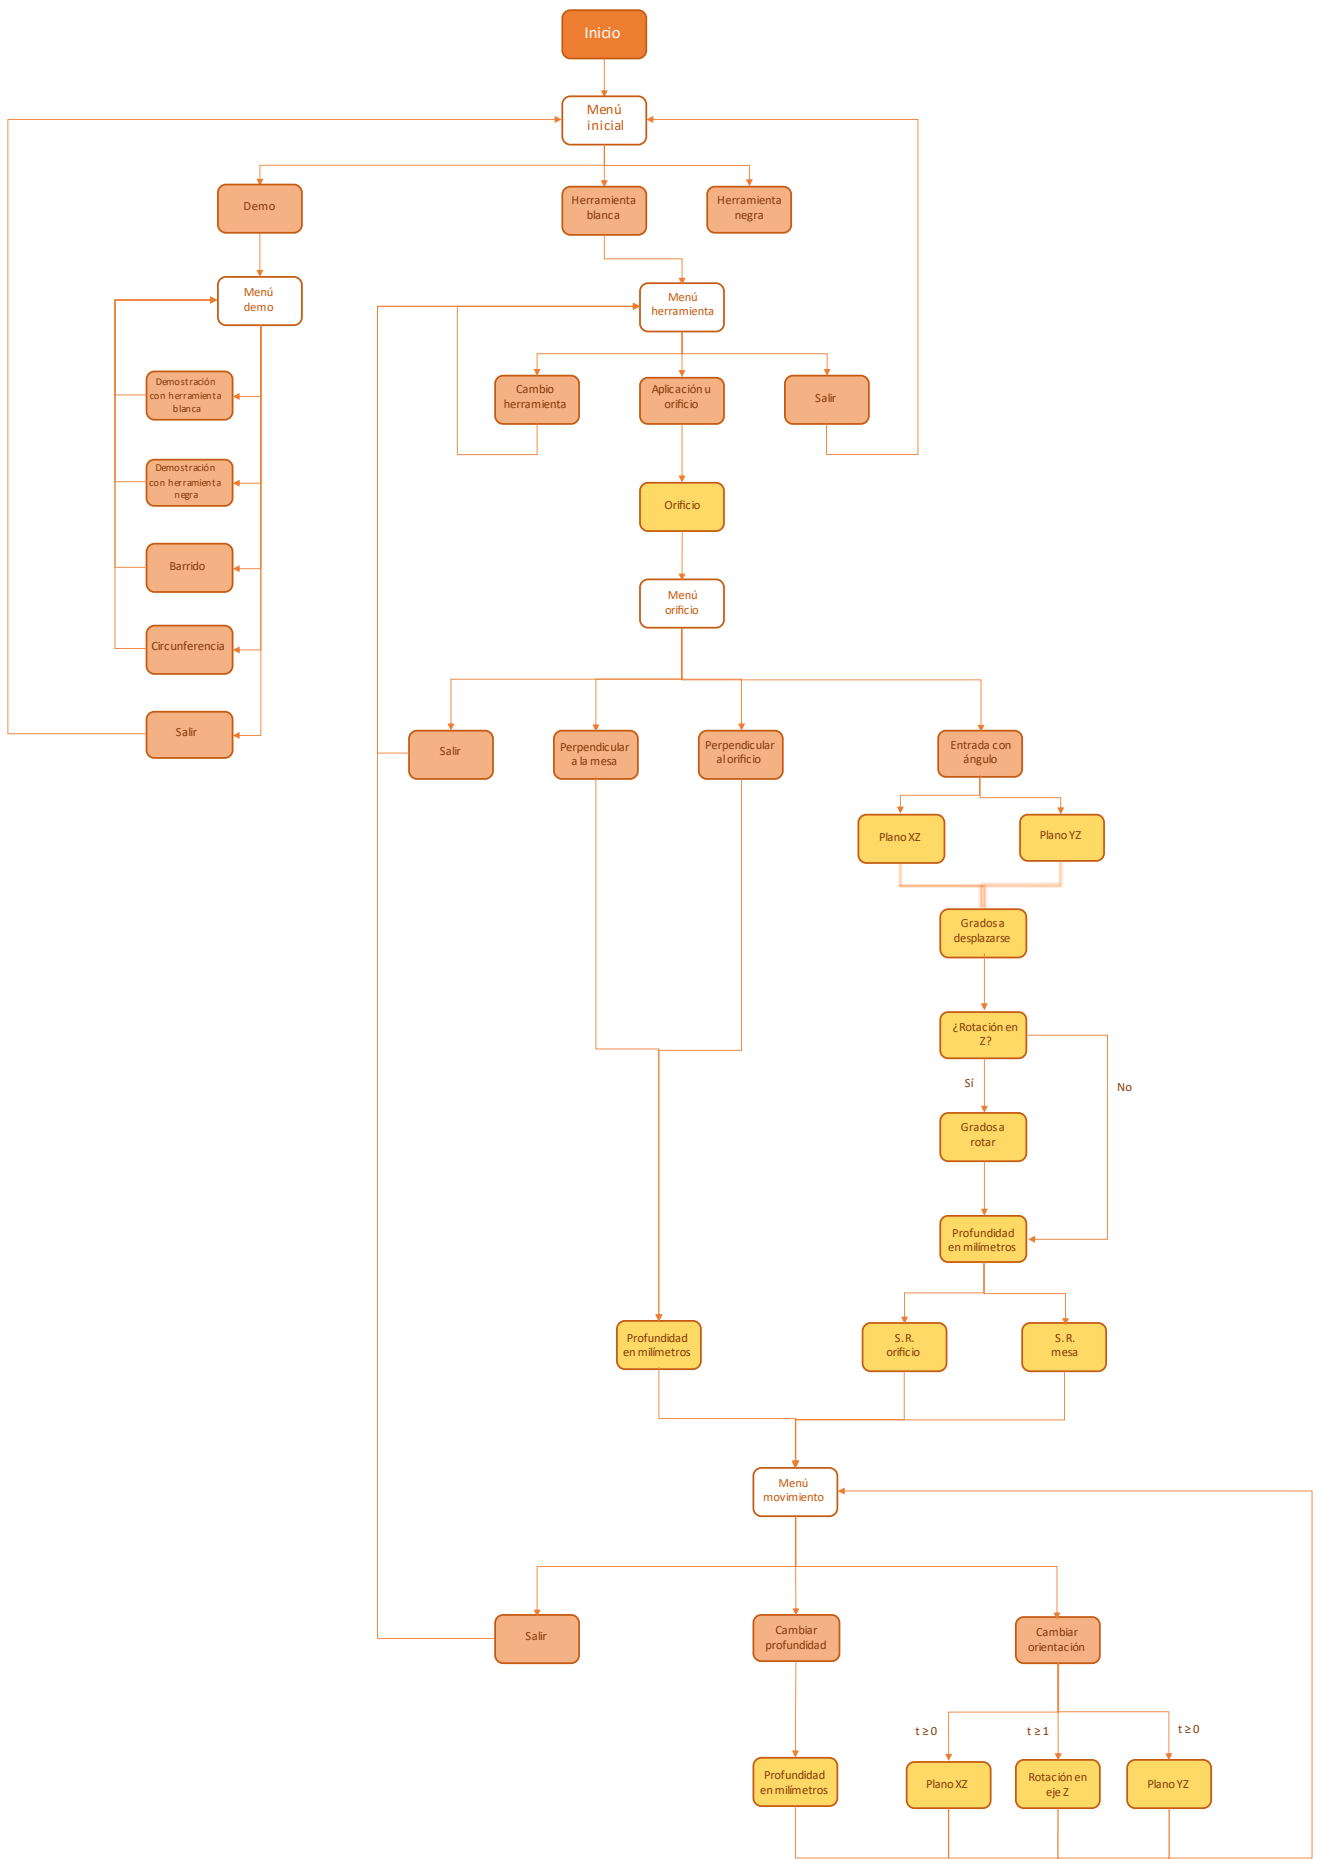 Inicio
Menú
inicial
Demo
Herramienta
blanca
Herramienta
negra
Menú
demo
Menú
herramienta
Demostración
con herramienta
blanca
Cambio
herramienta
Aplicación u
orificio
Salir
Demostración
con herramienta
negra
Orificio
Barrido
Menú
orificio
Circunferencia
Salir
Salir
Perpendicular
a la mesa
Perpendicular
al orificio
Entrada con
ángulo
Plano XZ
Plano YZ
Grados a
desplazarse
¿Rotación en
Z?
Sí
No
Grados a
rotar
Profundidad
en milímetros
Profundidad
en milímetros
S. R.
orificio
S. R.
mesa
Menú
movimiento
Salir
Cambiar
profundidad
Cambiar
orientación
t ≥ 0
t ≥ 1
t ≥ 0
Profundidad
en milímetros
Plano XZ
Rotación en
eje Z
Plano YZ